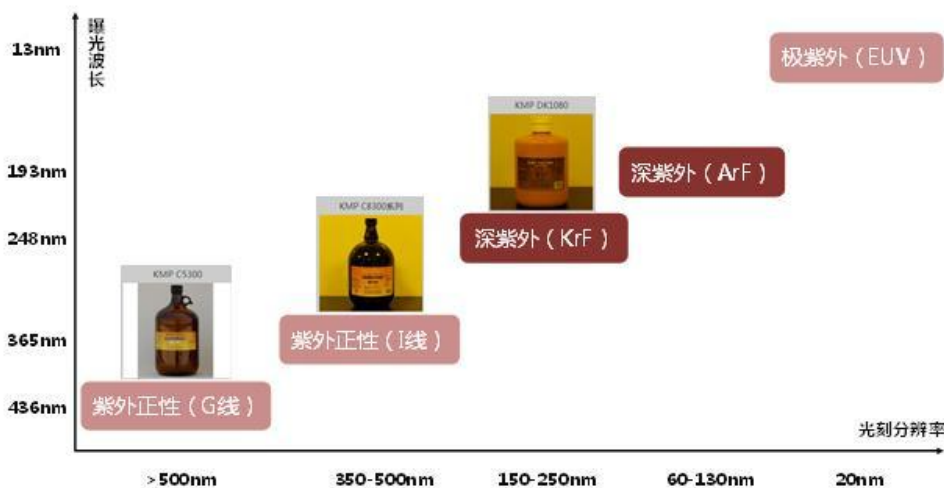 曝光波长
13nm
极紫外（EUV）
KMP DK1080
193nm
深紫外（ArF）
KMP C8300系列
248nm
深紫外（KrF）
KMP C5300
365nm
紫外正性（I线）
436nm
紫外正性（G线）
光刻分辨率
>500nm
350-500nm
150-250nm
60-130nm
20nm